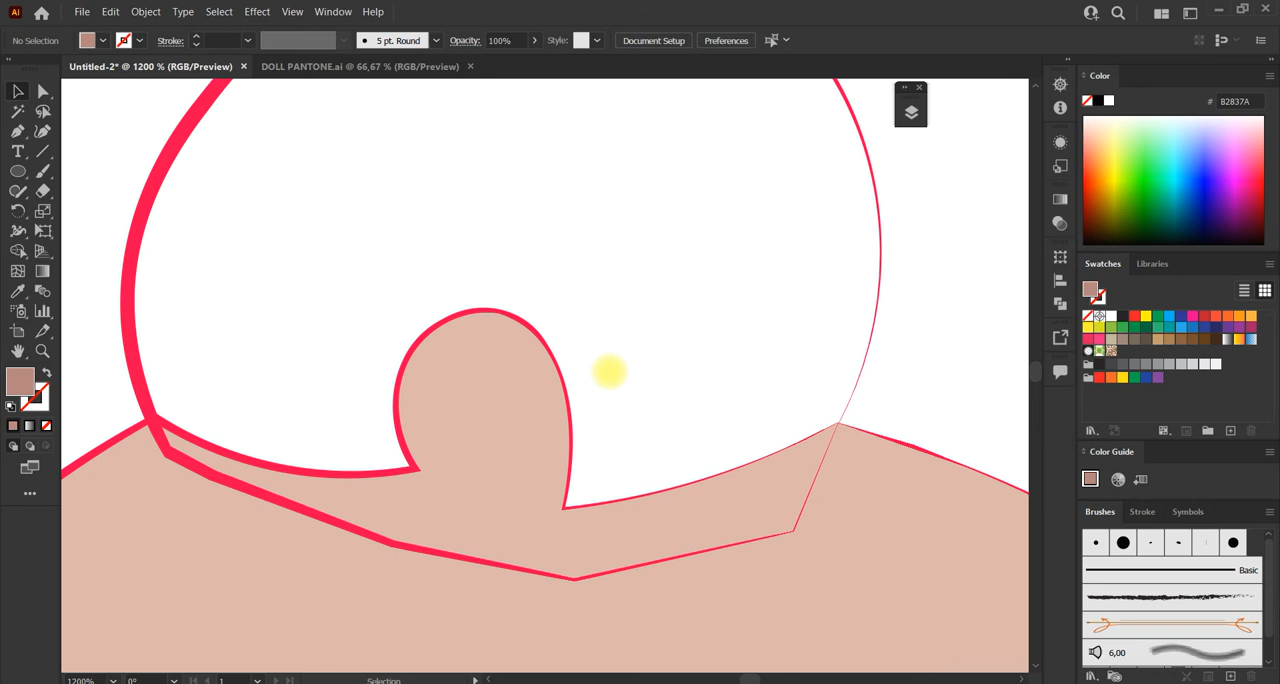 Ai File Edit Object Type Select Effect View Window Help
No Selection Stroke: 5 pt. Round Opacity: 100% Style: Document Setup Preferences
Untitled-2* @ 1200 % (RGB/Preview) × DOLL PANTONE.ai @ 66,67 % (RGB/Preview) ×
Color
# B2837A
Swatches Libraries
Color Guide
Brushes Stroke Symbols
Basic
6,00
1200% 0° 1 Selection